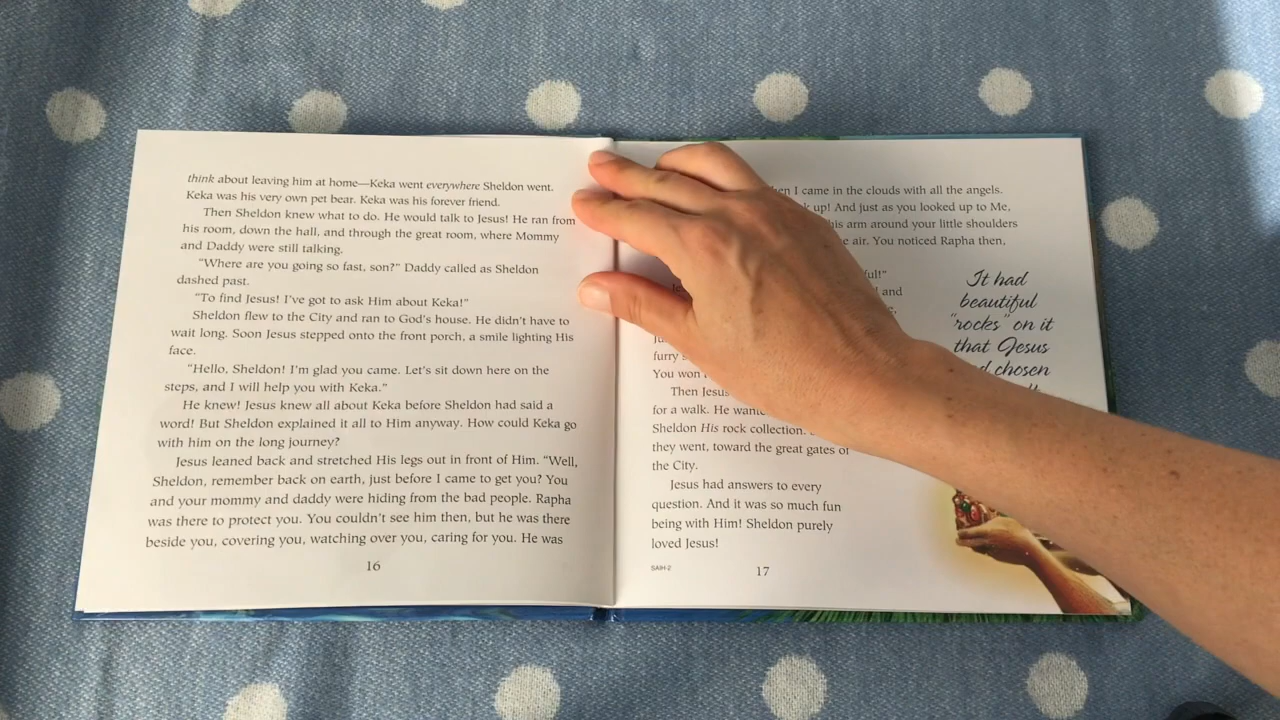 think about leaving him at home—Keka went everywhere Sheldon went.
Keka was his very own pet bear. Keka was his forever friend.
Then Sheldon knew what to do. He would talk to Jesus! He ran from
his room, down the hall, and through the great room, where Mommy
and Daddy were still talking.
"Where are you going so fast, son?" Daddy called as Sheldon
dashed past.
"To find Jesus! I've got to ask Him about Keka!"
Sheldon flew to the City and ran to God's house. He didn't have to
wait long. Soon Jesus stepped onto the front porch, a smile lighting His
face.
"Hello, Sheldon! I'm glad you came. Let's sit down here on the
steps, and I will help you with Keka."
He knew! Jesus knew all about Keka before Sheldon had said a
word! But Sheldon explained it all to Him anyway. How could Keka go
with him on the long journey?
Jesus leaned back and stretched His legs out in front of Him. "Well,
Sheldon, remember back on earth, just before I came to get you? You
and your mommy and daddy were hiding from the bad people. Rapha
was there to protect you. You couldn't see him then, but he was there
beside you, covering you, watching over you, caring for you. He was
16
I came in the clouds with all the angels.
up! And just as you looked up to Me,
his arm around your little shoulders
air. You noticed Rapha then,
and
furry
You won
Then Jesus
for a walk. He
Sheldon His rock collection.
they went, toward the great gates of
the City.
Jesus had answers to every
question. And it was so much fun
being with Him! Sheldon purely
loved Jesus!
SAIH-2
17
It had
beautiful
"rocks" on it
that Jesus
chosen